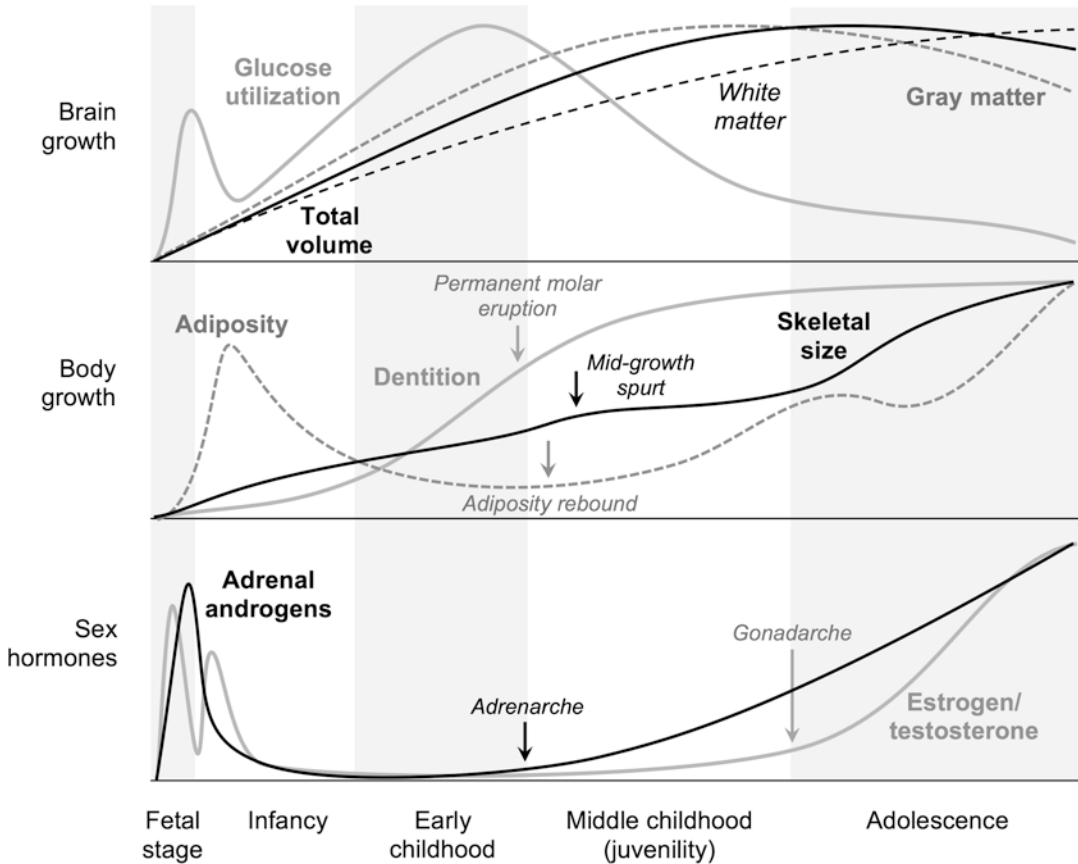 Glucose
utilization
Brain
growth
White
matter
Gray matter
Total
volume
Permanent molar
eruption
Adiposity
Skeletal
size
Mid-growth
spurt
Dentition
Body
growth
Adiposity rebound
Adrenal
androgens
Sex
hormones
Gonadarche
Adrenarche
Estrogen/
testosterone
Fetal
stage
Infancy
Early
childhood
Middle childhood
(juvenility)
Adolescence